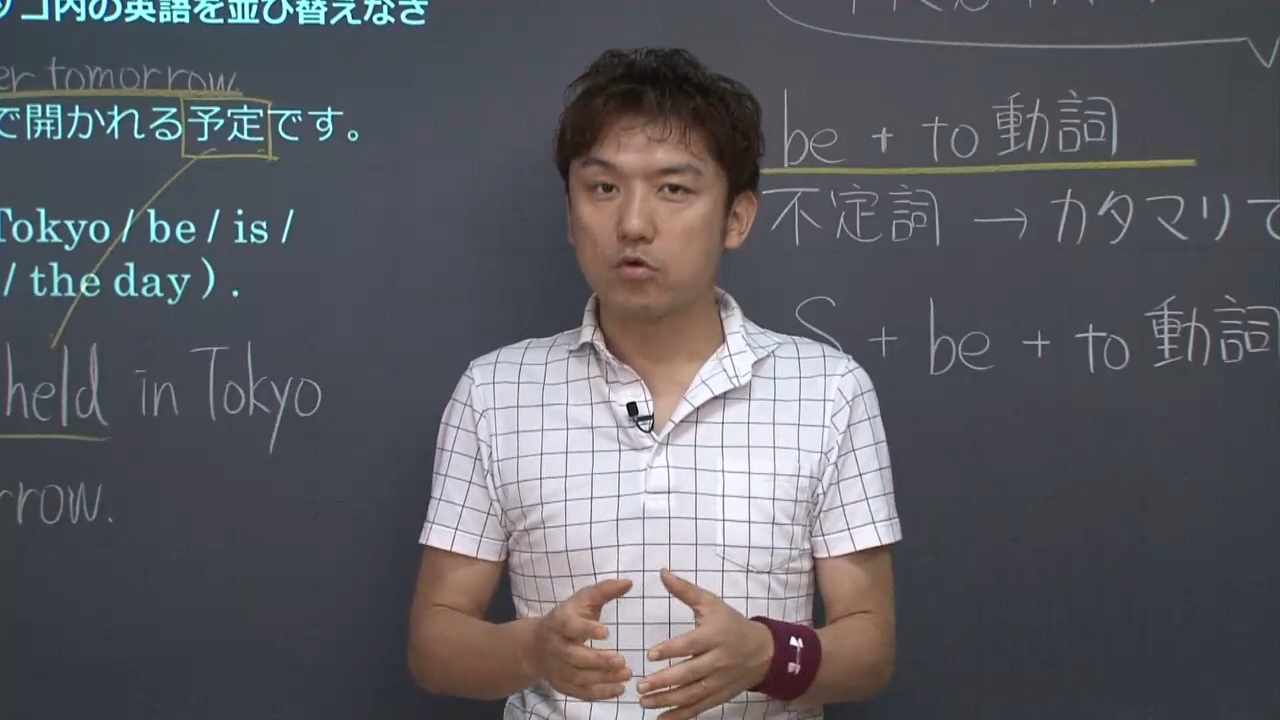 コ内の英語を並び替えなさ
er tomorrow.
で開かれる予定です。
Tokyo / be / is /
/ the day ) .
held in Tokyo
rrow.
be + to 動詞
不定詞 → カタマリで
S + be + to 動詞